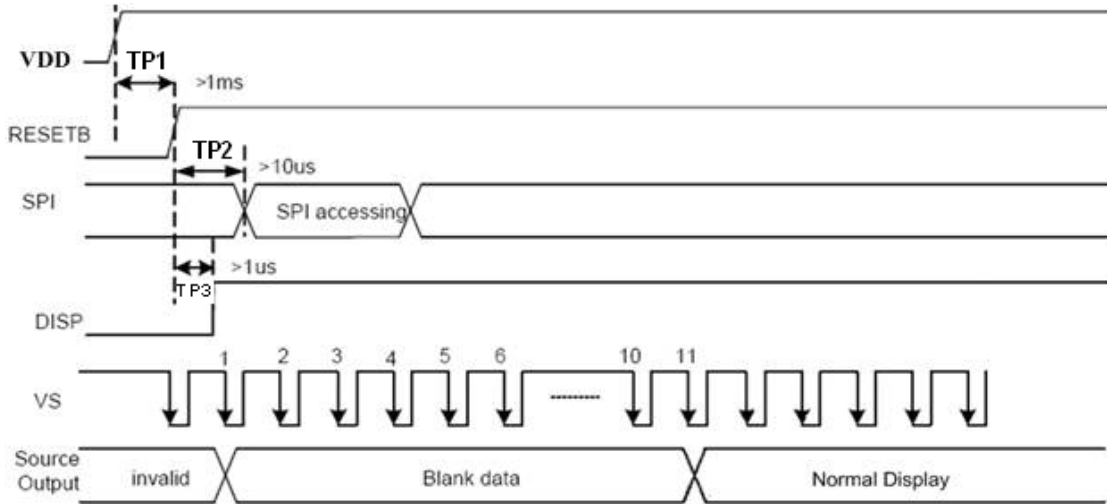 VDD
TP1
>1ms
RESETB
TP2
>10us
SPI
SPI accessing
>1us
TP3
DISP
1 2 3 4 5 6 10 11
VS
Source Output
invalid
Blank data
Normal Display